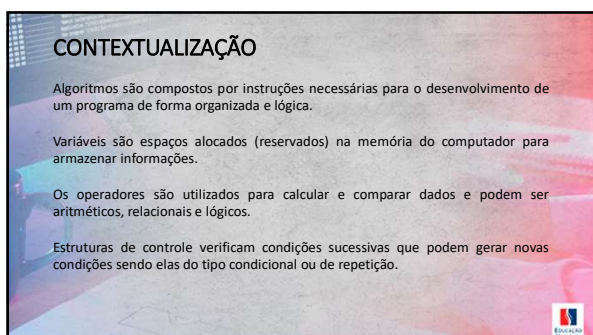 CONTEXTUALIZAÇÃO
Algoritmos são compostos por instruções necessárias para o desenvolvimento de
um programa de forma organizada e lógica.
Variáveis são espaços alocados (reservados) na memória do computador para
armazenar informações.
Os operadores são utilizados para calcular e comparar dados e podem ser
aritméticos, relacionais e lógicos.
Estruturas de controle verificam condições sucessivas que podem gerar novas
condições sendo elas do tipo condicional ou de repetição.
EDUCAÇÃO